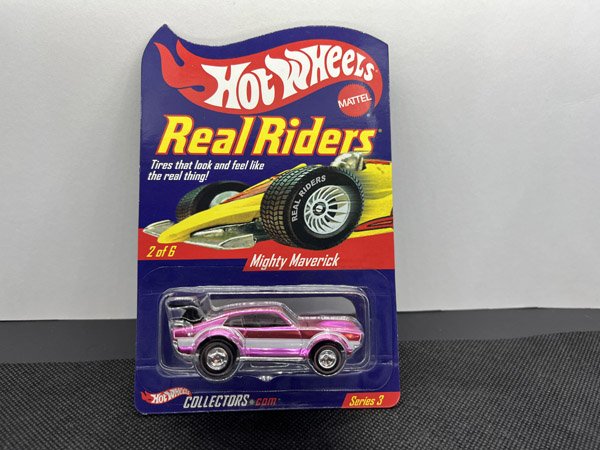 Hot Wheels
MATTEL
Real Riders®
Tires that look and feel like
the real thing!
REAL RIDERS
2 of 6
Mighty Maverick
Hot Wheels
COLLECTORS.com™
Series 3